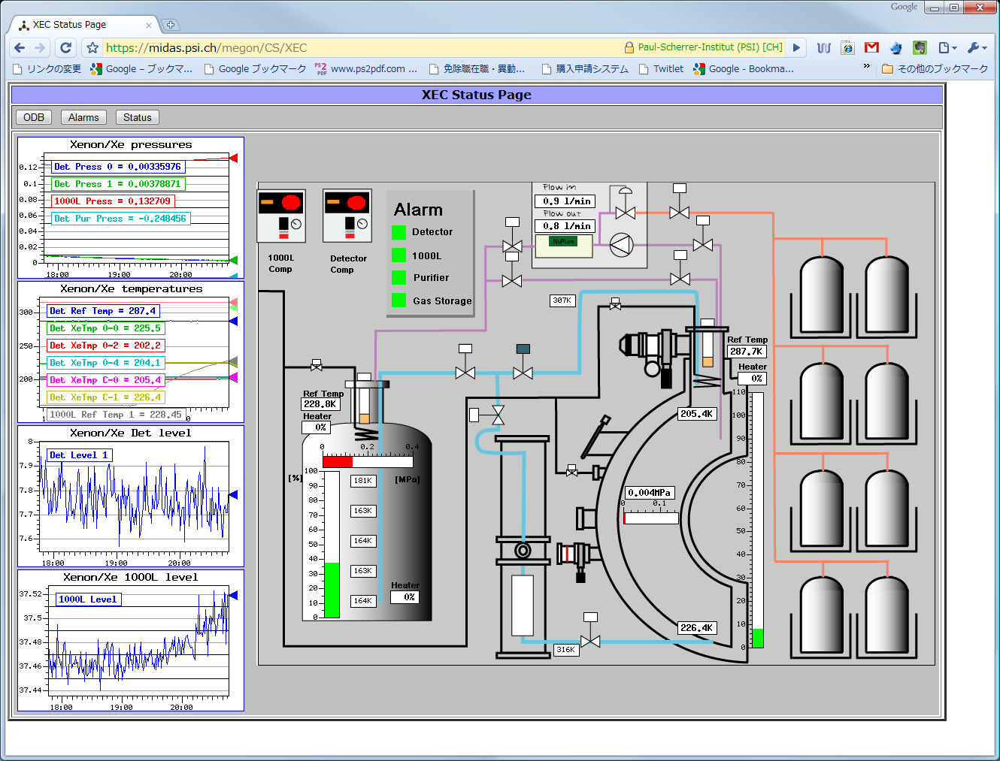 Google
XEC Status Page
https://midas.psi.ch/megon/CS/XEC
Paul-Scherrer-Institut (PSI) [CH]
リンクの変更
Google – ブックマー...
Google ブックマーク
PS2 PDF
www.ps2pdf.com ...
免除職在職・異動...
購入申請システム
Twitlet
Google - Bookma...
»
その他のブックマーク
XEC Status Page
ODB
Alarms
Status
Xenon/Xe pressures
Det Press 0 = 0.00335976
Det Press 1 = 0.00378871
1000L Press = 0.132709
Det Pur Press = -0.248456
0.12
0.1
0.08
0.06
0.04
0.02
0
18:00 19:00 20:00
Xenon/Xe temperatures
Det Ref Temp = 287.4
Det XeTmp 0-0 = 225.5
Det XeTmp 0-2 = 202.2
Det XeTmp 0-4 = 204.1
Det XeTmp C-0 = 205.4
Det XeTmp C-1 = 226.4
1000L Ref Temp 1 = 228.45
300
250
200
Xenon/Xe Det level
Det Level 1
8
7.9
7.8
7.7
7.6
18:00 19:00 20:00
Xenon/Xe 1000L level
1000L Level
37.52
37.5
37.48
37.46
37.44
18:00 19:00 20:00
1000L
Comp
Detector
Comp
Alarm
Detector
1000L
Purifier
Gas Storage
Flow in
0.9 l/min
Flow out
0.8 l/min
NuPure
307K
Ref Temp
287.7K
Heater
0%
Ref Temp
228.8K
Heater
0%
0 0.2 0.4
[MPa]
[%]
100
90
80
70
60
50
40
30
20
10
0
181K
163K
164K
163K
164K
Heater
0%
205.4K
0.004MPa
0 0.1
226.4K
316K
110
100
90
80
70
60
50
40
30
20
10
0